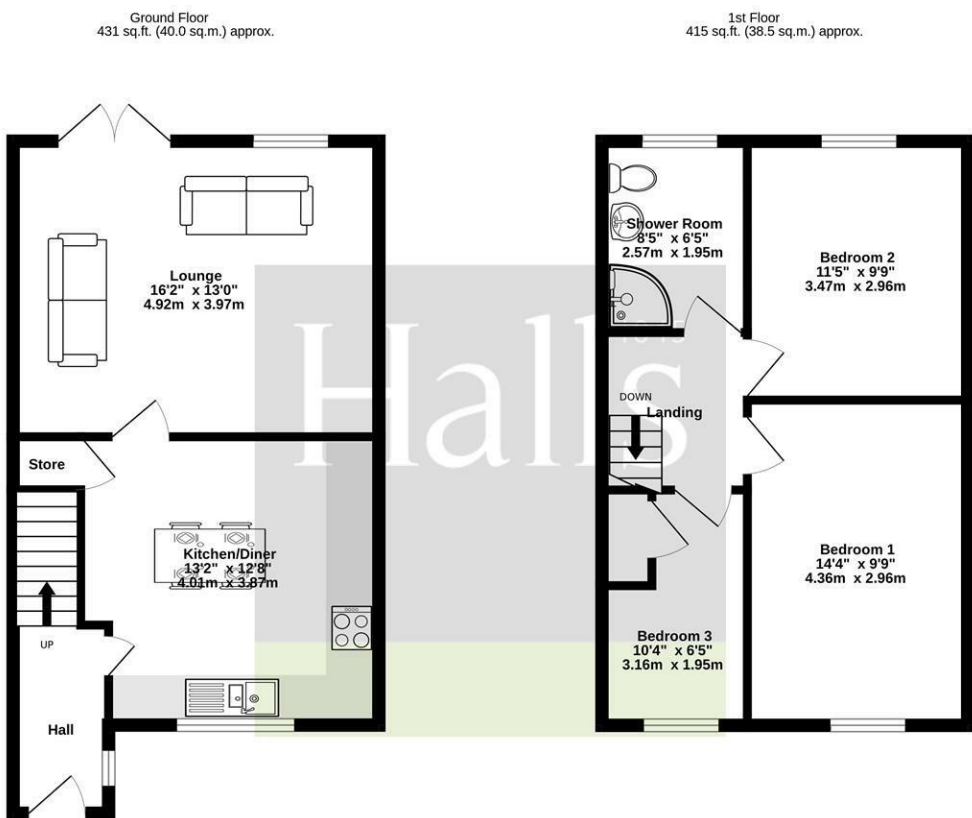 Ground Floor
431 sq.ft. (40.0 sq.m.) approx.
1st Floor
415 sq.ft. (38.5 sq.m.) approx.
Lounge
16'2" x 13'0"
4.92m x 3.97m
Store
Kitchen/Diner
13'2" x 12'8"
4.01m x 3.87m
UP
Hall
Halls
Shower Room
8'5" x 6'5"
2.57m x 1.95m
Bedroom 2
11'5" x 9'9"
3.47m x 2.96m
DOWN
Landing
Bedroom 1
14'4" x 9'9"
4.36m x 2.96m
Bedroom 3
10'4" x 6'5"
3.16m x 1.95m